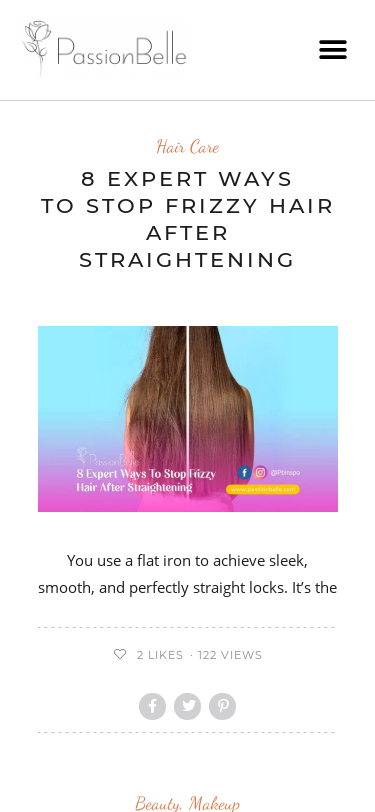 PassionBelle
Hair Care
8 EXPERT WAYS
TO STOP FRIZZY HAIR
AFTER
STRAIGHTENING
PassionBelle
8 Expert Ways To Stop Frizzy
Hair After Straightening
@Pbinspo
www.passionbelle.com
You use a flat iron to achieve sleek,
smooth, and perfectly straight locks. It’s the
2 LIKES · 122 VIEWS
Beauty, Makeup